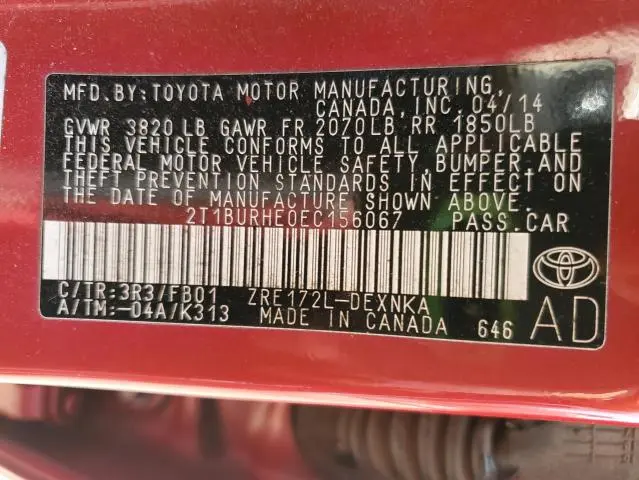 MFD. BY: TOYOTA MOTOR MANUFACTURING,
CANADA, INC. 04/14
GVWR 3820 LB GAWR FR 2070LB RR 1850LB
THIS VEHICLE CONFORMS TO ALL APPLICABLE
FEDERAL MOTOR VEHICLE SAFETY, BUMPER, AND
THEFT PREVENTION STANDARDS IN EFFECT ON THE
DATE OF MANUFACTURE SHOWN ABOVE.
2T1BURHE0EC156067 PASS.CAR
C/TR:3R3/FB01 ZRE172L-DEXNKA
A/TM:-04A/K313 MADE IN CANADA 646
TOYOTA
AD